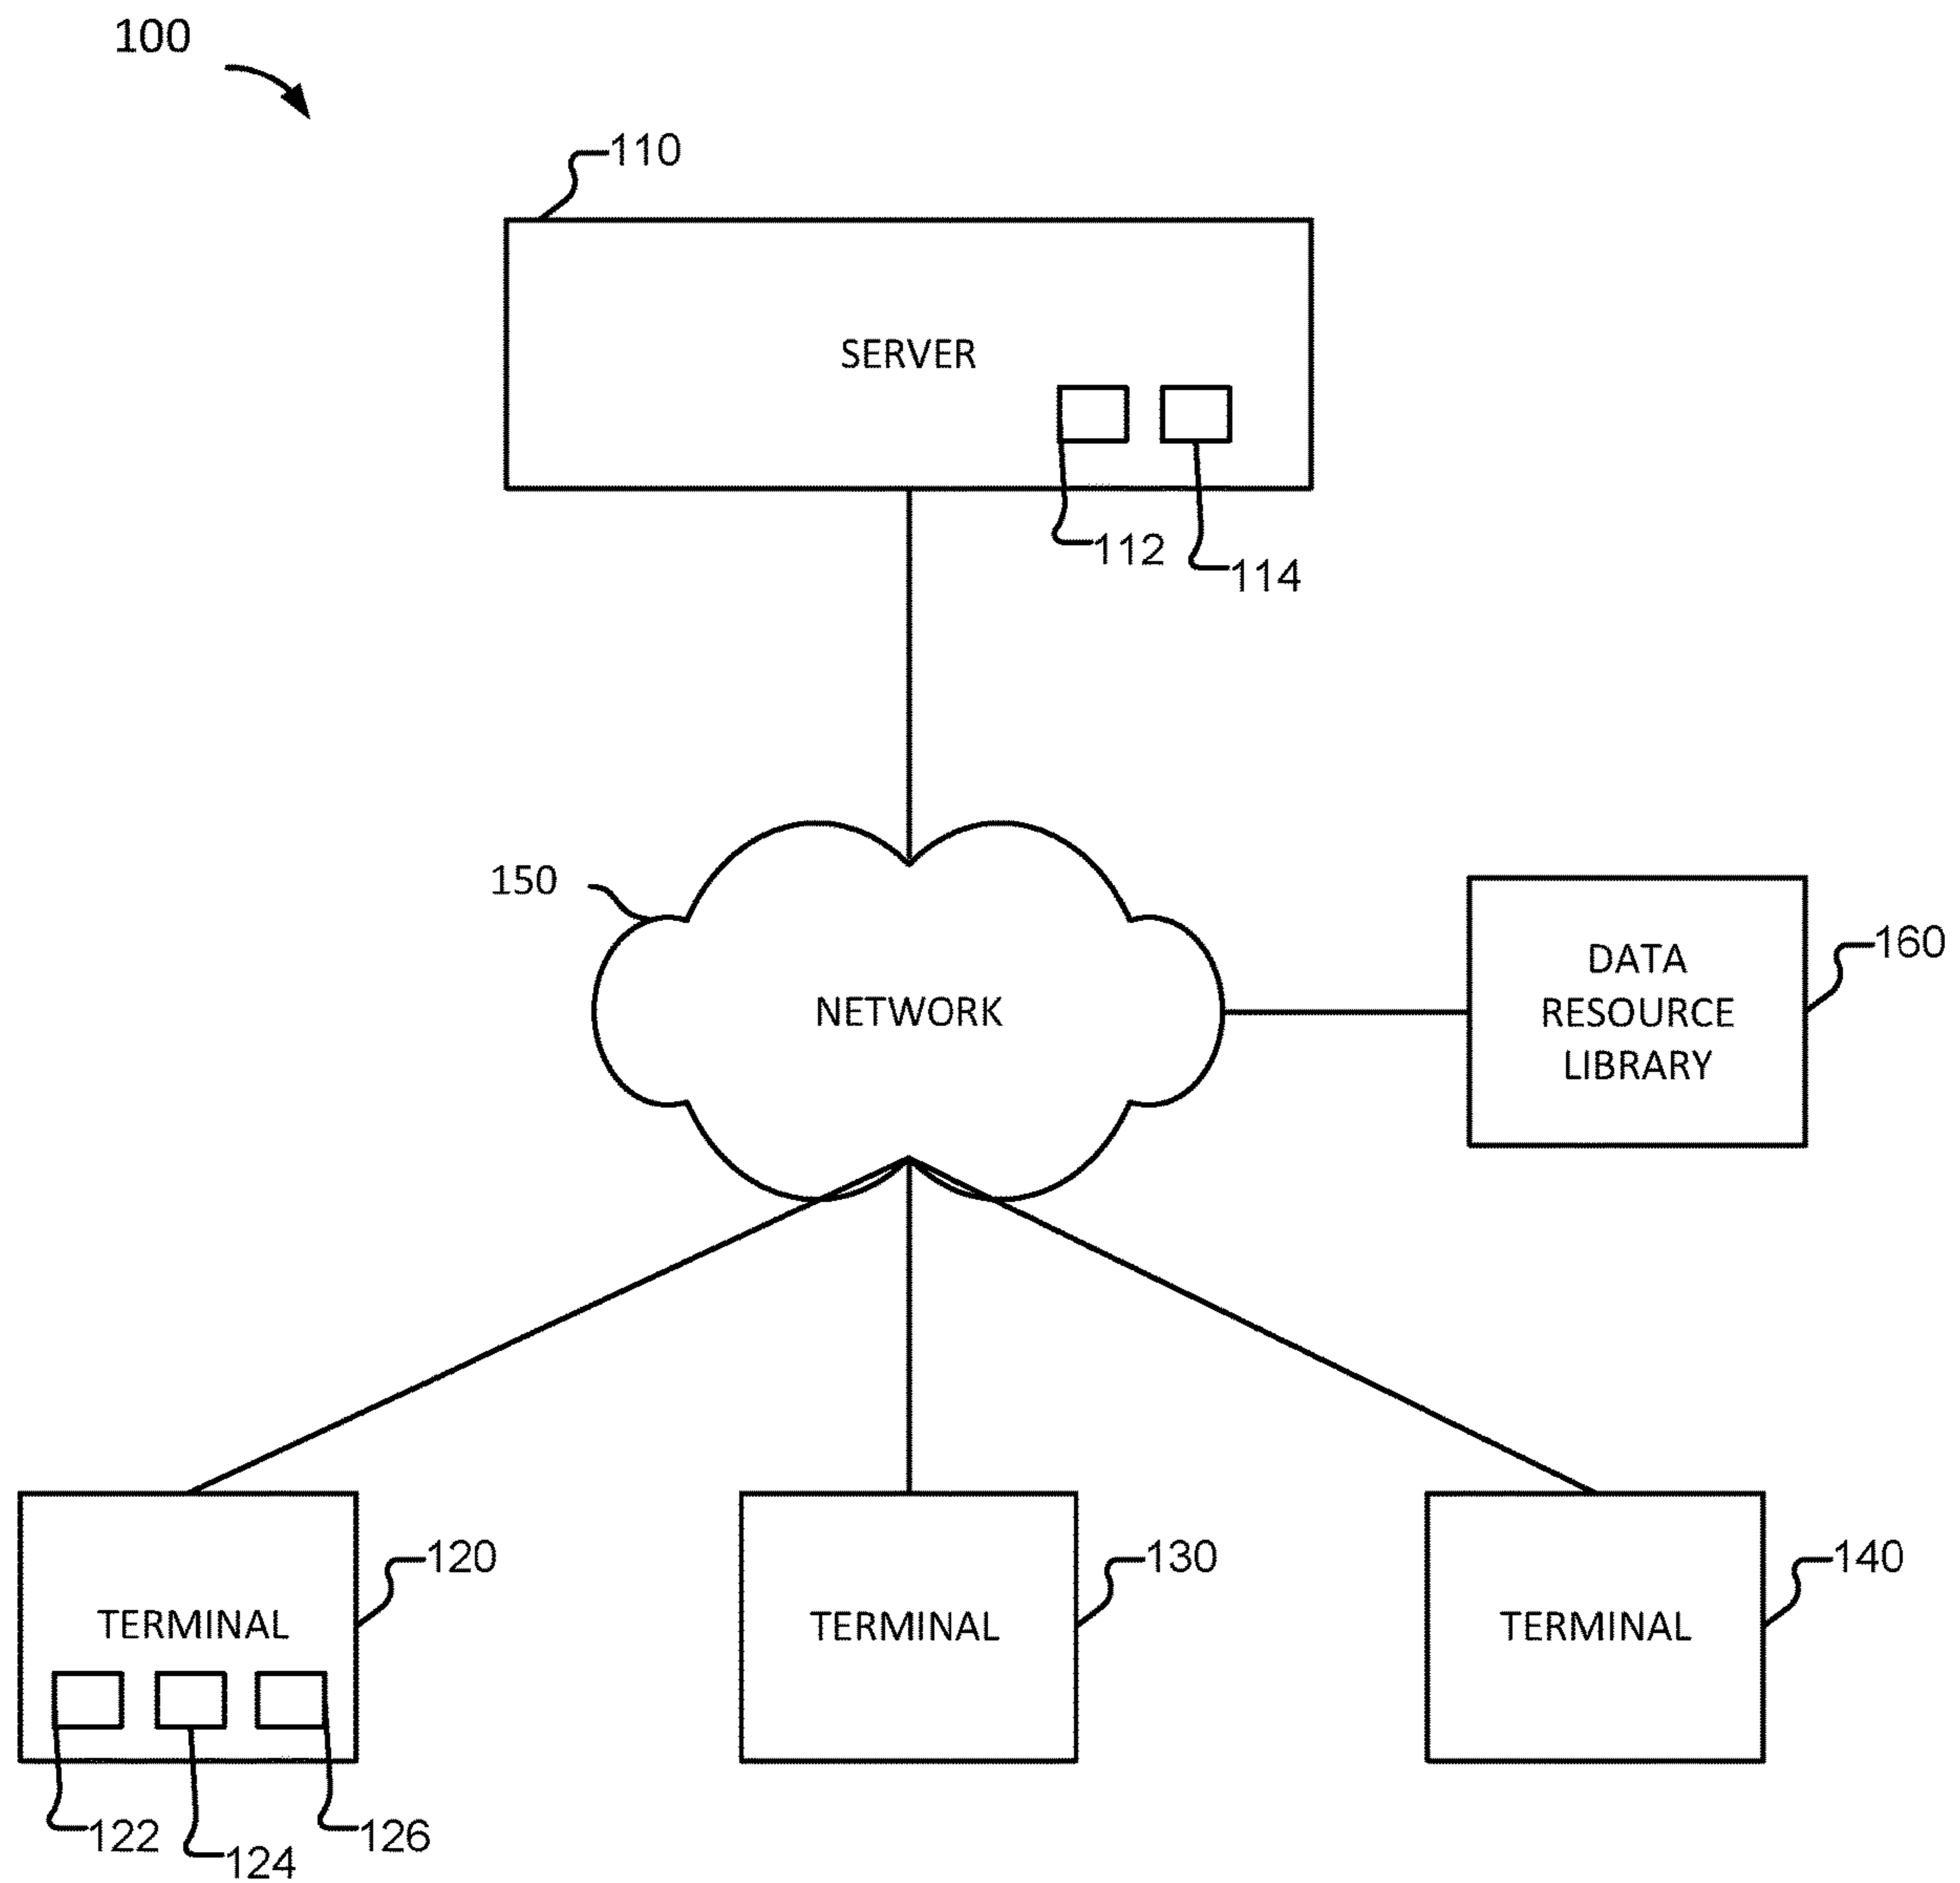 100
110
SERVER
112
114
150
NETWORK
DATA
RESOURCE
LIBRARY
160
120
TERMINAL
122
124
126
130
TERMINAL
140
TERMINAL